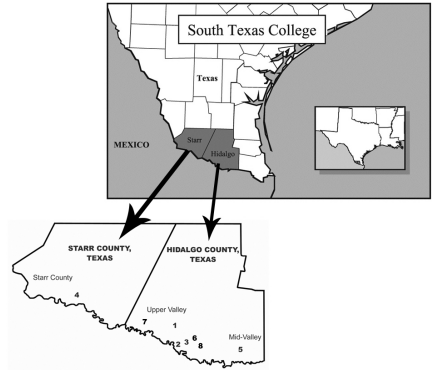 South Texas College
Texas
MEXICO
Starr
Hidalgo
STARR COUNTY,
TEXAS
HIDALGO COUNTY,
TEXAS
Starr County
4
Upper Valley
7
1
6
2
3
8
Mid-Valley
5